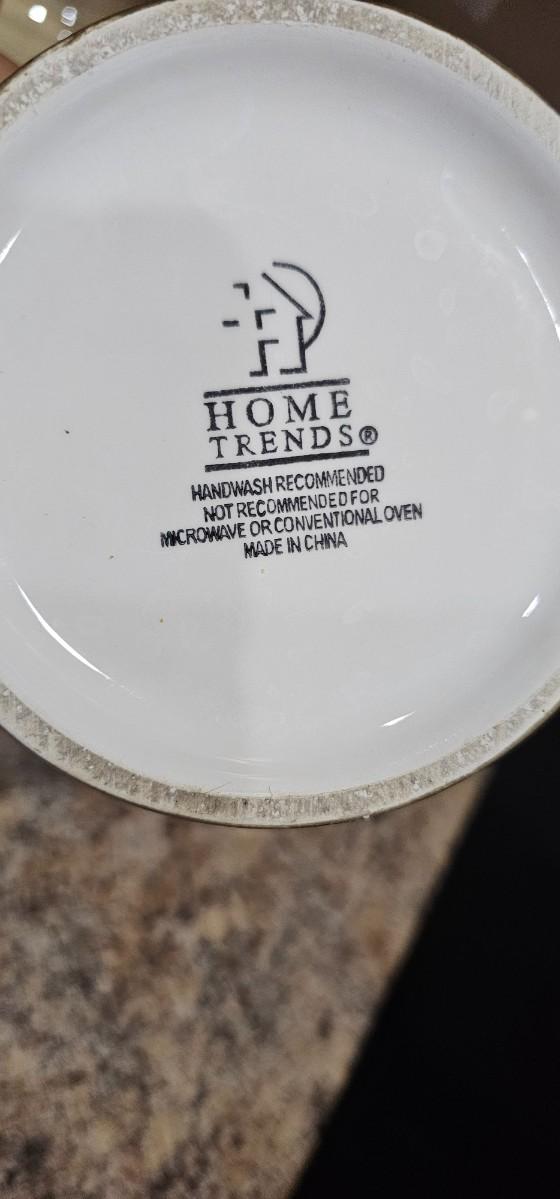 HOME
TRENDS®
HANDWASH RECOMMENDED
NOT RECOMMENDED FOR
MICROWAVE OR CONVENTIONAL OVEN
MADE IN CHINA